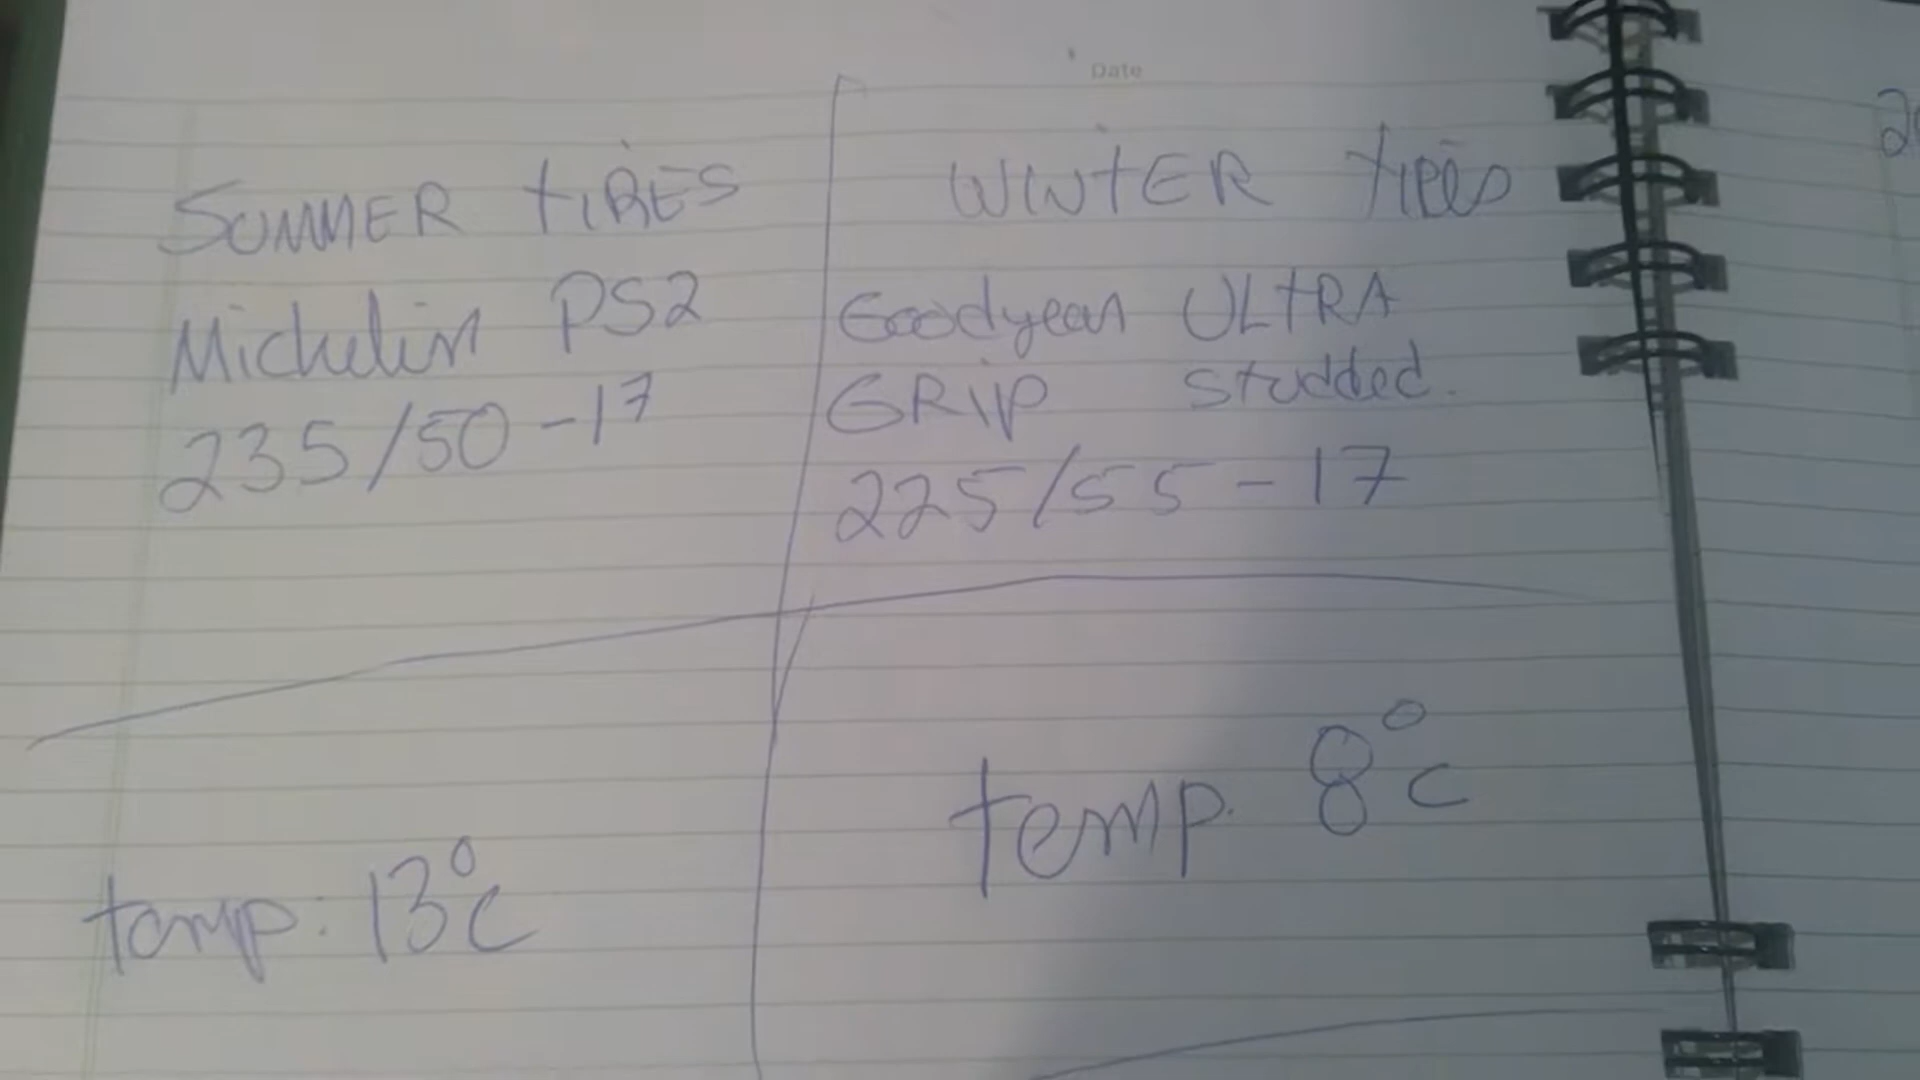 Date
SUMMER tIRES
Michelin PS2
235/50-17
WINtER tires
Goodyear ULtRA
GRiP studded.
225/55-17
temp: 13°c
temp. 8°c